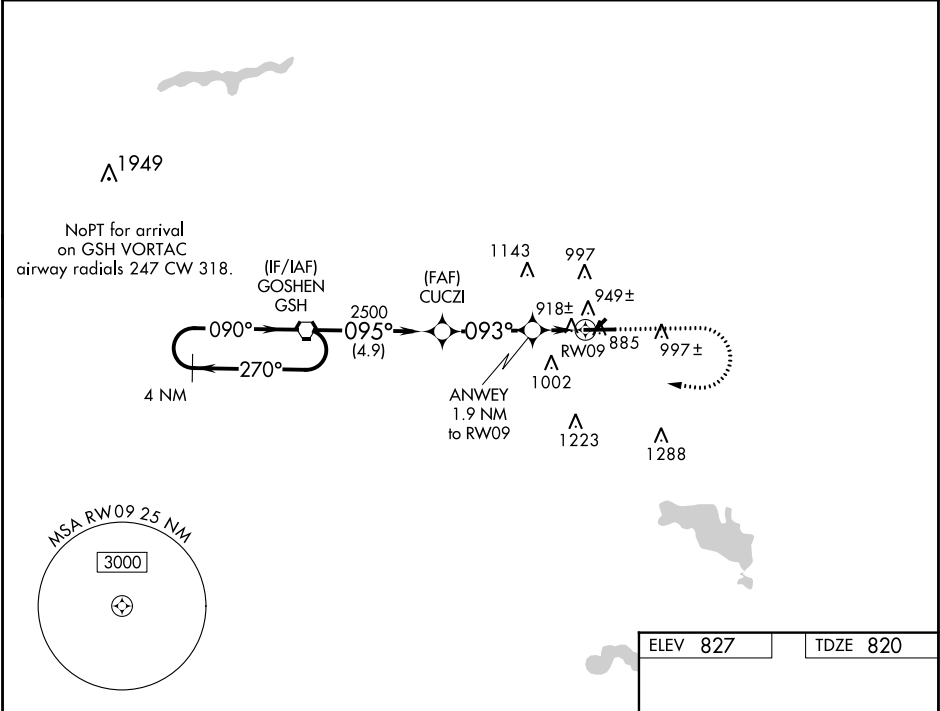 1949
NoPT for arrival
on GSH VORTAC
airway radials 247 CW 318.
(IF/IAF)
GOSHEN
GSH
(FAF)
CUCZI
1143
997
918±
949±
090°
2500
095°
(4.9)
093°
RW09
885
997±
270°
4 NM
1002
ANWEY
1.9 NM
to RW09
1223
1288
MSA RW09 25 NM
3000
ELEV 827
TDZE 820